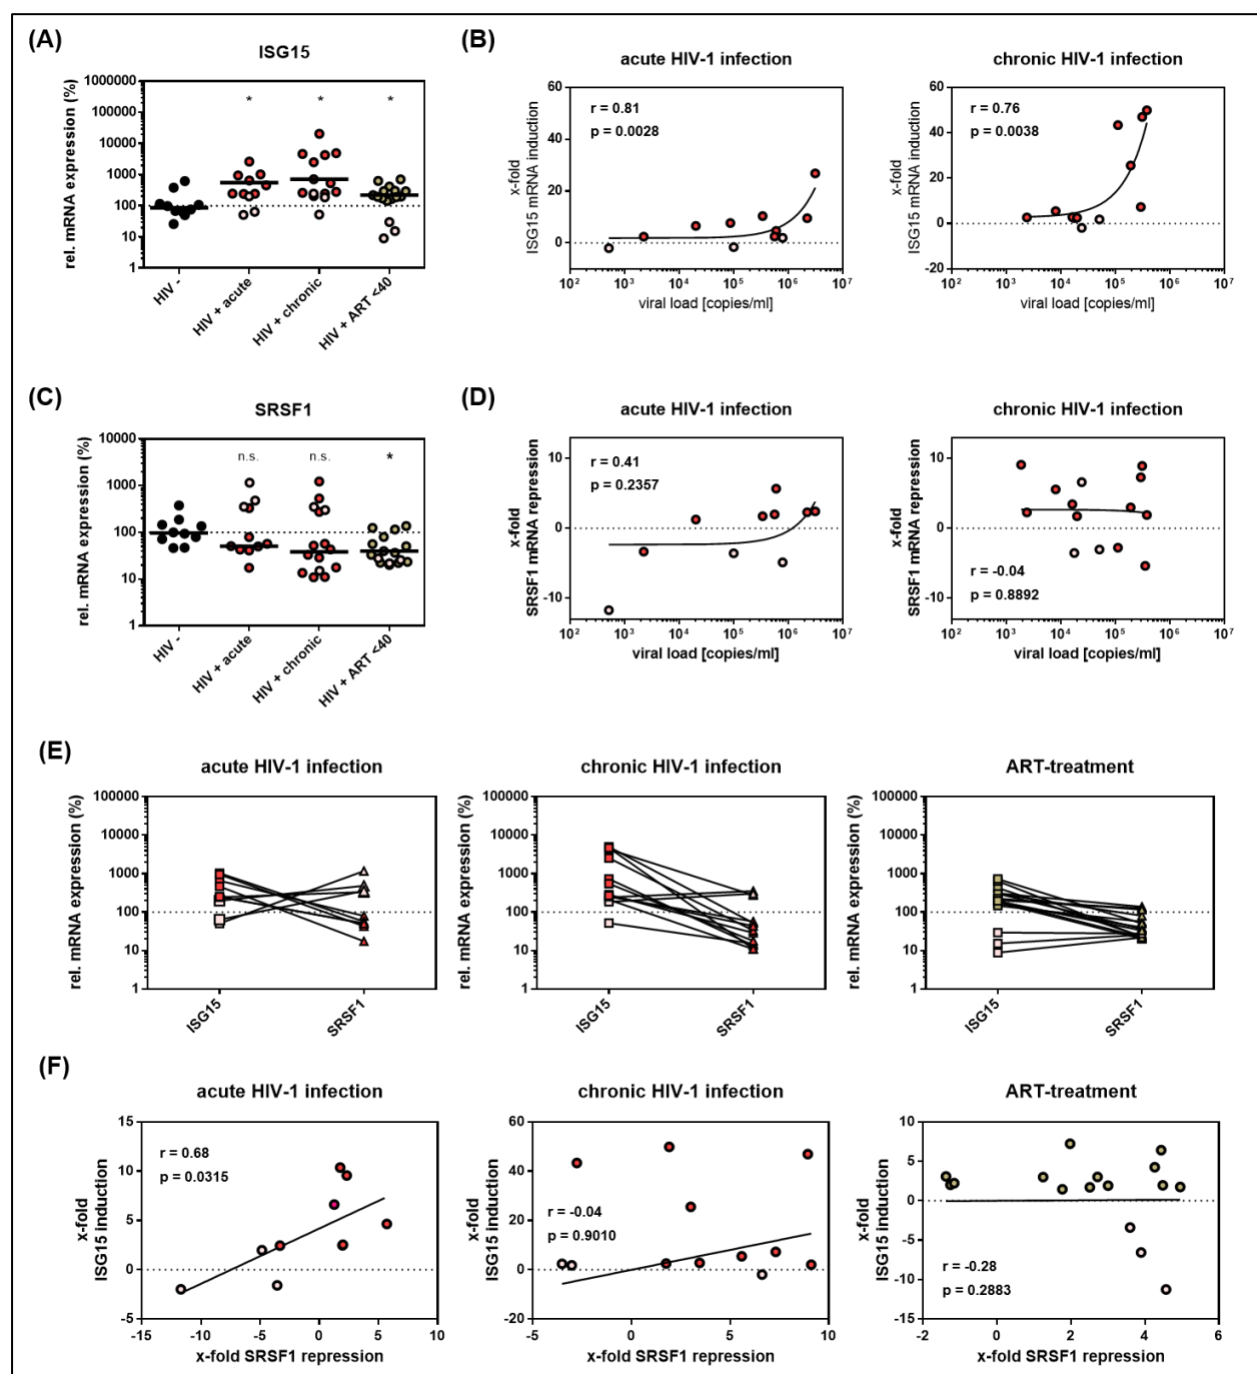 (A)
ISG15
rel. mRNA expression (%)
1000000
100000
10000
1000
100
10
1
* * *
HIV -
HIV + acute
HIV + chronic
HIV + ART <40
(B)
acute HIV-1 infection
x-fold
ISG15 mRNA induction
60
40
20
0
r = 0.81
p = 0.0028
10² 10³ 10⁴ 10⁵ 10⁶ 10⁷
viral load [copies/ml]
chronic HIV-1 infection
x-fold
ISG15 mRNA induction
60
40
20
0
-20
r = 0.76
p = 0.0038
10² 10³ 10⁴ 10⁵ 10⁶ 10⁷
viral load [copies/ml]
(C)
SRSF1
rel. mRNA expression (%)
10000
1000
100
10
1
n.s. n.s. *
HIV -
HIV + acute
HIV + chronic
HIV + ART <40
(D)
acute HIV-1 infection
x-fold
SRSF1 mRNA repression
10
0
-10
r = 0.41
p = 0.2357
10² 10³ 10⁴ 10⁵ 10⁶ 10⁷
viral load [copies/ml]
chronic HIV-1 infection
x-fold
SRSF1 mRNA repression
10
0
-10
r = -0.04
p = 0.8892
10² 10³ 10⁴ 10⁵ 10⁶ 10⁷
viral load [copies/ml]
(E)
acute HIV-1 infection
rel. mRNA expression (%)
100000
10000
1000
100
10
1
ISG15
SRSF1
chronic HIV-1 infection
rel. mRNA expression (%)
100000
10000
1000
100
10
1
ISG15
SRSF1
ART-treatment
rel. mRNA expression (%)
100000
10000
1000
100
10
1
ISG15
SRSF1
(F)
acute HIV-1 infection
x-fold
ISG15 induction
15
10
5
0
-5
r = 0.68
p = 0.0315
-15 -10 -5 0 5 10
x-fold SRSF1 repression
chronic HIV-1 infection
x-fold
ISG15 induction
60
40
20
0
-20
r = -0.04
p = 0.9010
-5 0 5 10
x-fold SRSF1 repression
ART-treatment
x-fold
ISG15 induction
10
5
0
-5
-10
-15
r = -0.28
p = 0.2883
-2 0 2 4 6
x-fold SRSF1 repression